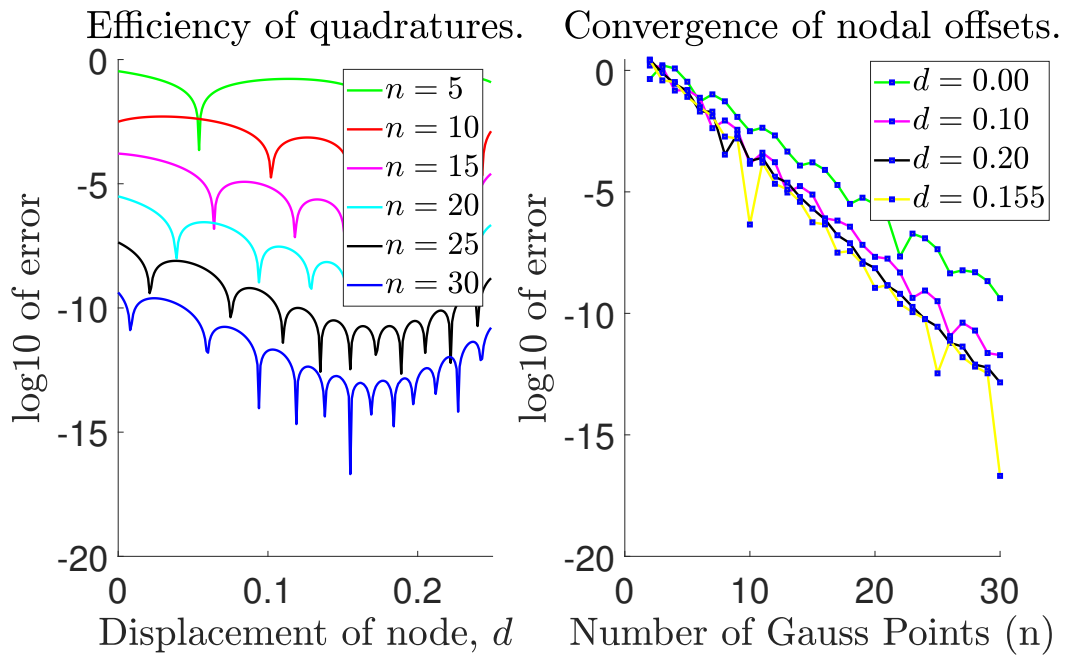 Efficiency of quadratures.
0
-5
-10
-15
-20
0
0.1
0.2
log10 of error
Displacement of node, d
n = 5
n = 10
n = 15
n = 20
n = 25
n = 30
Convergence of nodal offsets.
0
-5
-10
-15
-20
0
10
20
30
log10 of error
Number of Gauss Points (n)
d = 0.00
d = 0.10
d = 0.20
d = 0.155